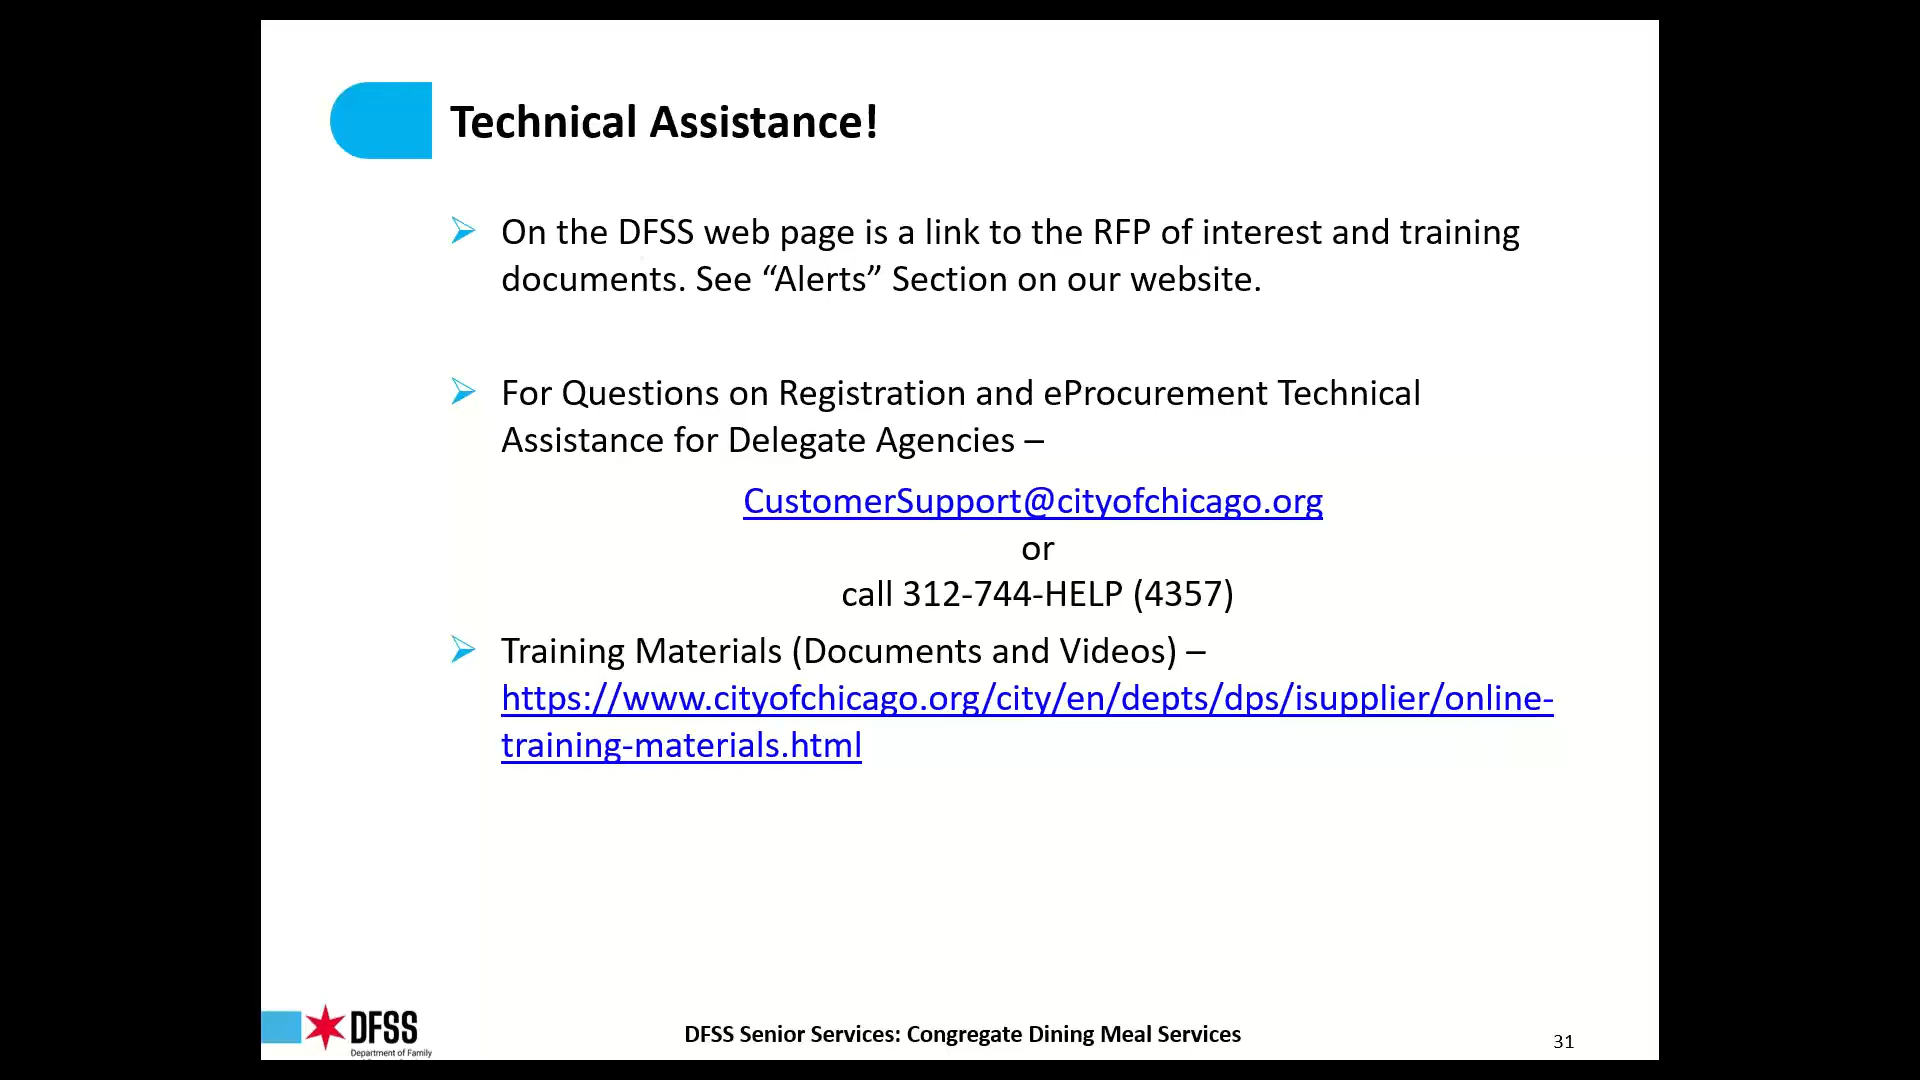 Technical Assistance!
On the DFSS web page is a link to the RFP of interest and training
documents. See “Alerts” Section on our website.
For Questions on Registration and eProcurement Technical
Assistance for Delegate Agencies –
CustomerSupport@cityofchicago.org
or
call 312-744-HELP (4357)
Training Materials (Documents and Videos) –
https://www.cityofchicago.org/city/en/depts/dps/isupplier/online-
training-materials.html
DFSS
Department of Family
DFSS Senior Services: Congregate Dining Meal Services
31